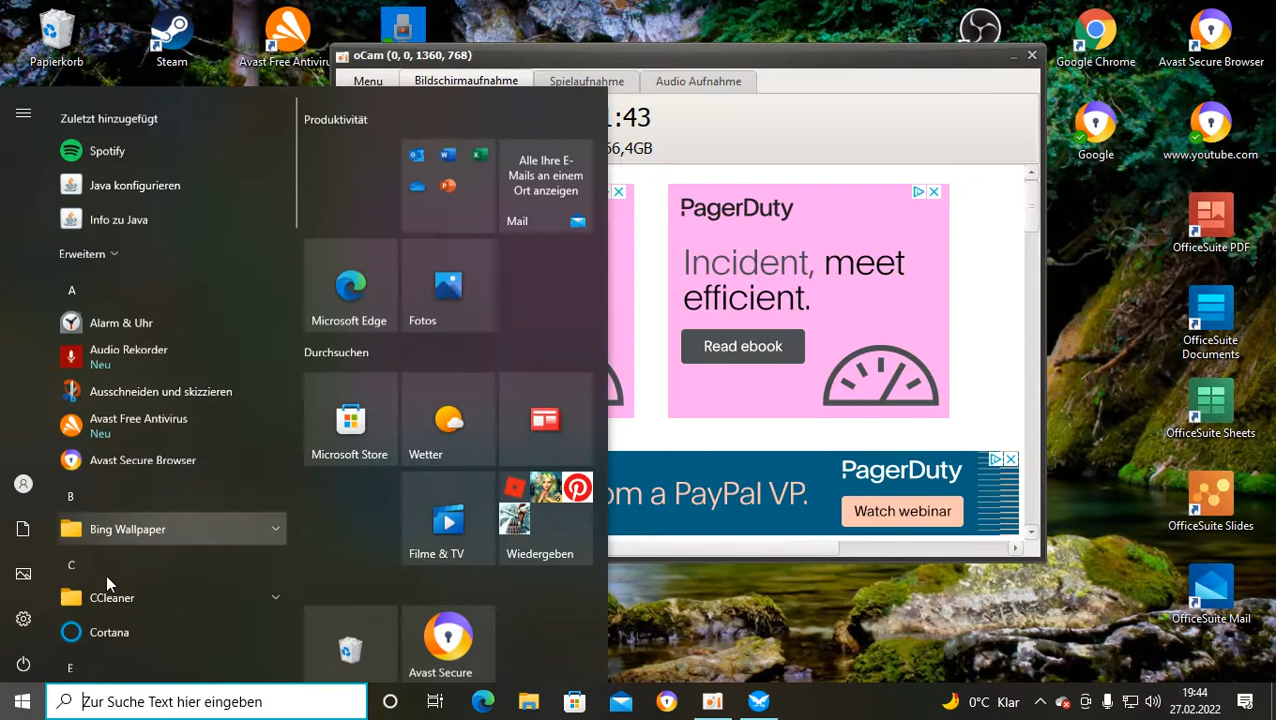 Papierkorb
Steam
Avast Free Antiviru
Google Chrome
Avast Secure Browser
Google
www.youtube.com
OfficeSuite PDF
OfficeSuite
Documents
OfficeSuite Sheets
OfficeSuite Slides
OfficeSuite Mail
oCam (0, 0, 1360, 768)
Menu
Bildschirmaufnahme
Spielaufnahme
Audio Aufnahme
:43
66,4GB
PagerDuty
Incident, meet
efficient.
Read ebook
om a PayPal VP.
PagerDuty
Watch webinar
Zuletzt hinzugefügt
Spotify
Java konfigurieren
Info zu Java
Erweitern
A
Alarm & Uhr
Audio Rekorder
Neu
Ausschneiden und skizzieren
Avast Free Antivirus
Neu
Avast Secure Browser
B
Bing Wallpaper
C
CCleaner
Cortana
E
Produktivität
Alle Ihre E-
Mails an einem
Ort anzeigen
Mail
Microsoft Edge
Fotos
Durchsuchen
Microsoft Store
Wetter
Filme & TV
Wiedergeben
Avast Secure
Zur Suche Text hier eingeben
0°C Klar
19:44
27.02.2022